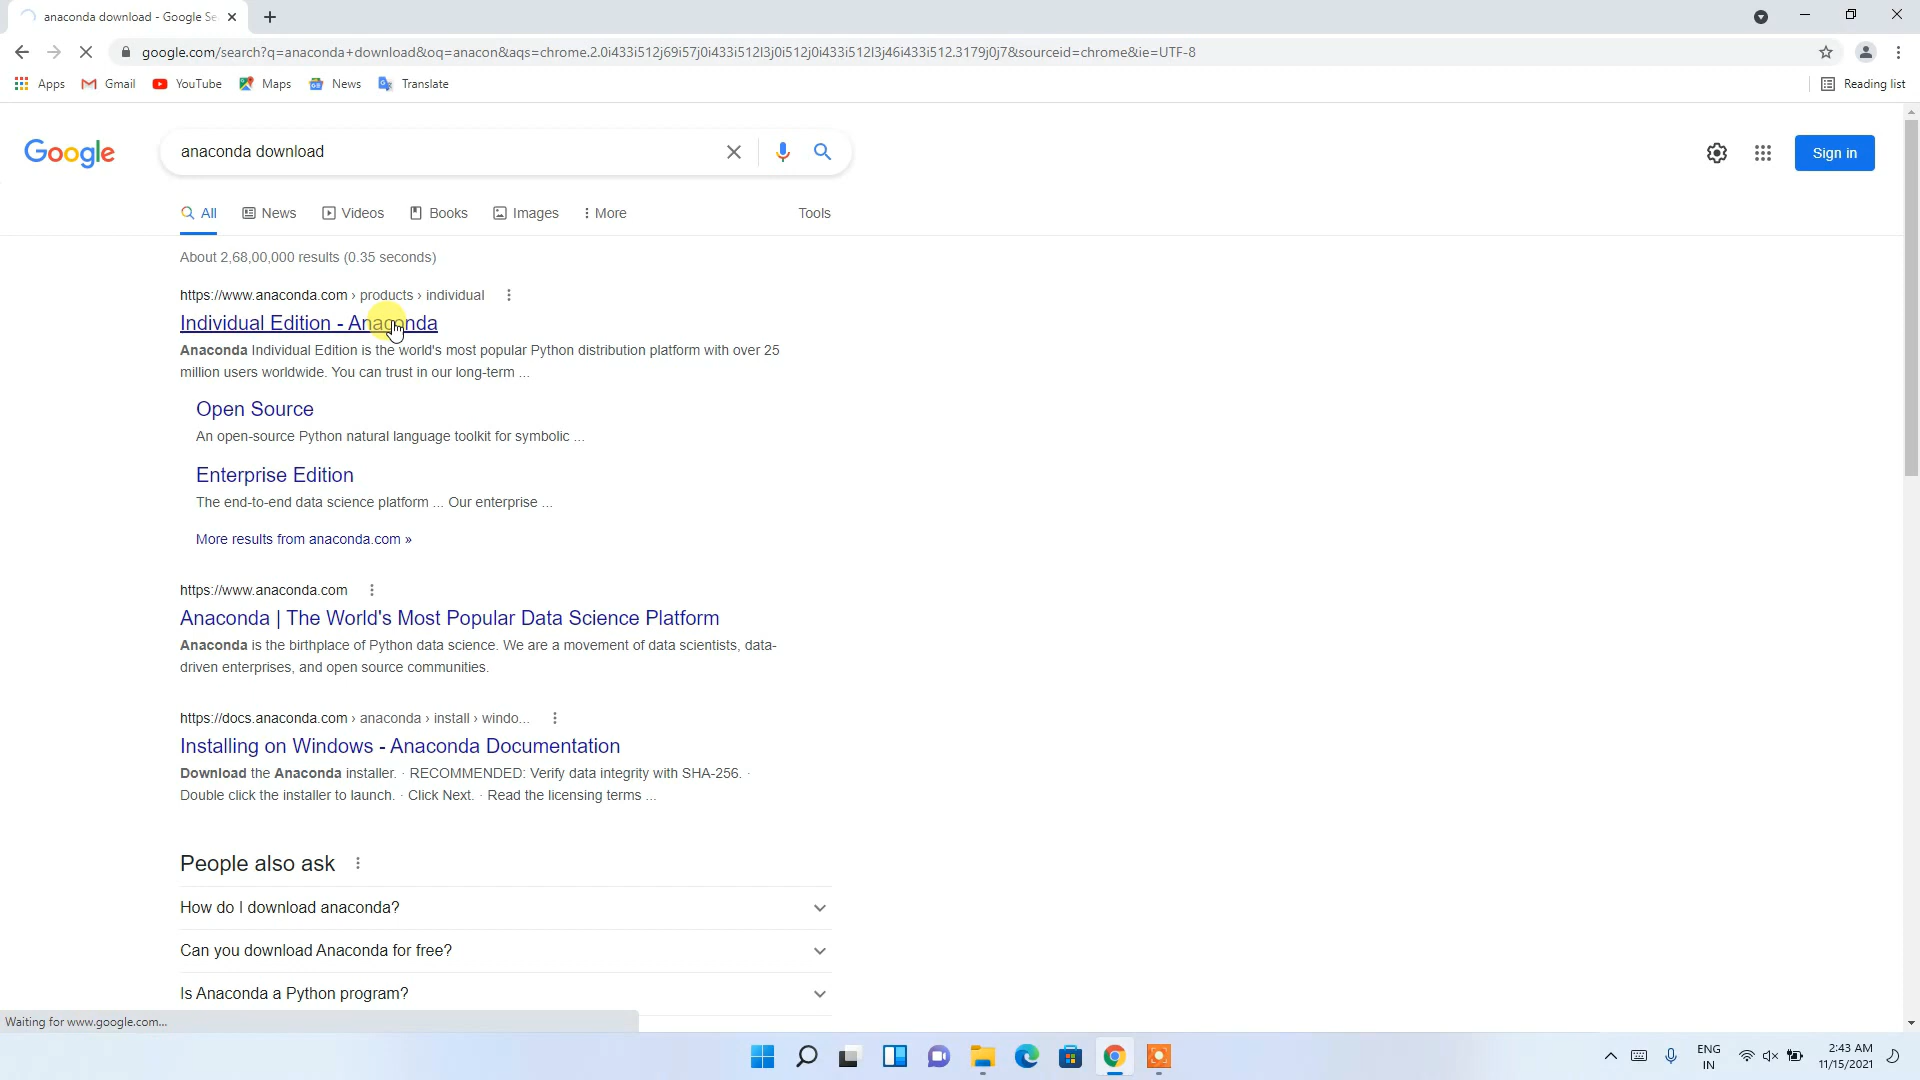 anaconda download - Google Se
google.com/search?q=anaconda+download&oq=anacon&aqs=chrome.2.0i433i512j69i57j0i433i512l3j0i512j0i433i512l3j46i433i512.3179j0j7&sourceid=chrome&ie=UTF-8
Apps Gmail YouTube Maps News Translate Reading list
Google anaconda download Sign in
All News Videos Books Images More Tools
About 2,68,00,000 results (0.35 seconds)
https://www.anaconda.com › products › individual
Individual Edition - Anaconda
Anaconda Individual Edition is the world's most popular Python distribution platform with over 25
million users worldwide. You can trust in our long-term ...
Open Source
An open-source Python natural language toolkit for symbolic ...
Enterprise Edition
The end-to-end data science platform ... Our enterprise ...
More results from anaconda.com »
https://www.anaconda.com
Anaconda | The World's Most Popular Data Science Platform
Anaconda is the birthplace of Python data science. We are a movement of data scientists, data-
driven enterprises, and open source communities.
https://docs.anaconda.com › anaconda › install › windo...
Installing on Windows - Anaconda Documentation
Download the Anaconda installer. · RECOMMENDED: Verify data integrity with SHA-256. ·
Double click the installer to launch. · Click Next. · Read the licensing terms ...
People also ask
How do I download anaconda?
Can you download Anaconda for free?
Is Anaconda a Python program?
Waiting for www.google.com...
ENG 2:43 AM
IN 11/15/2021